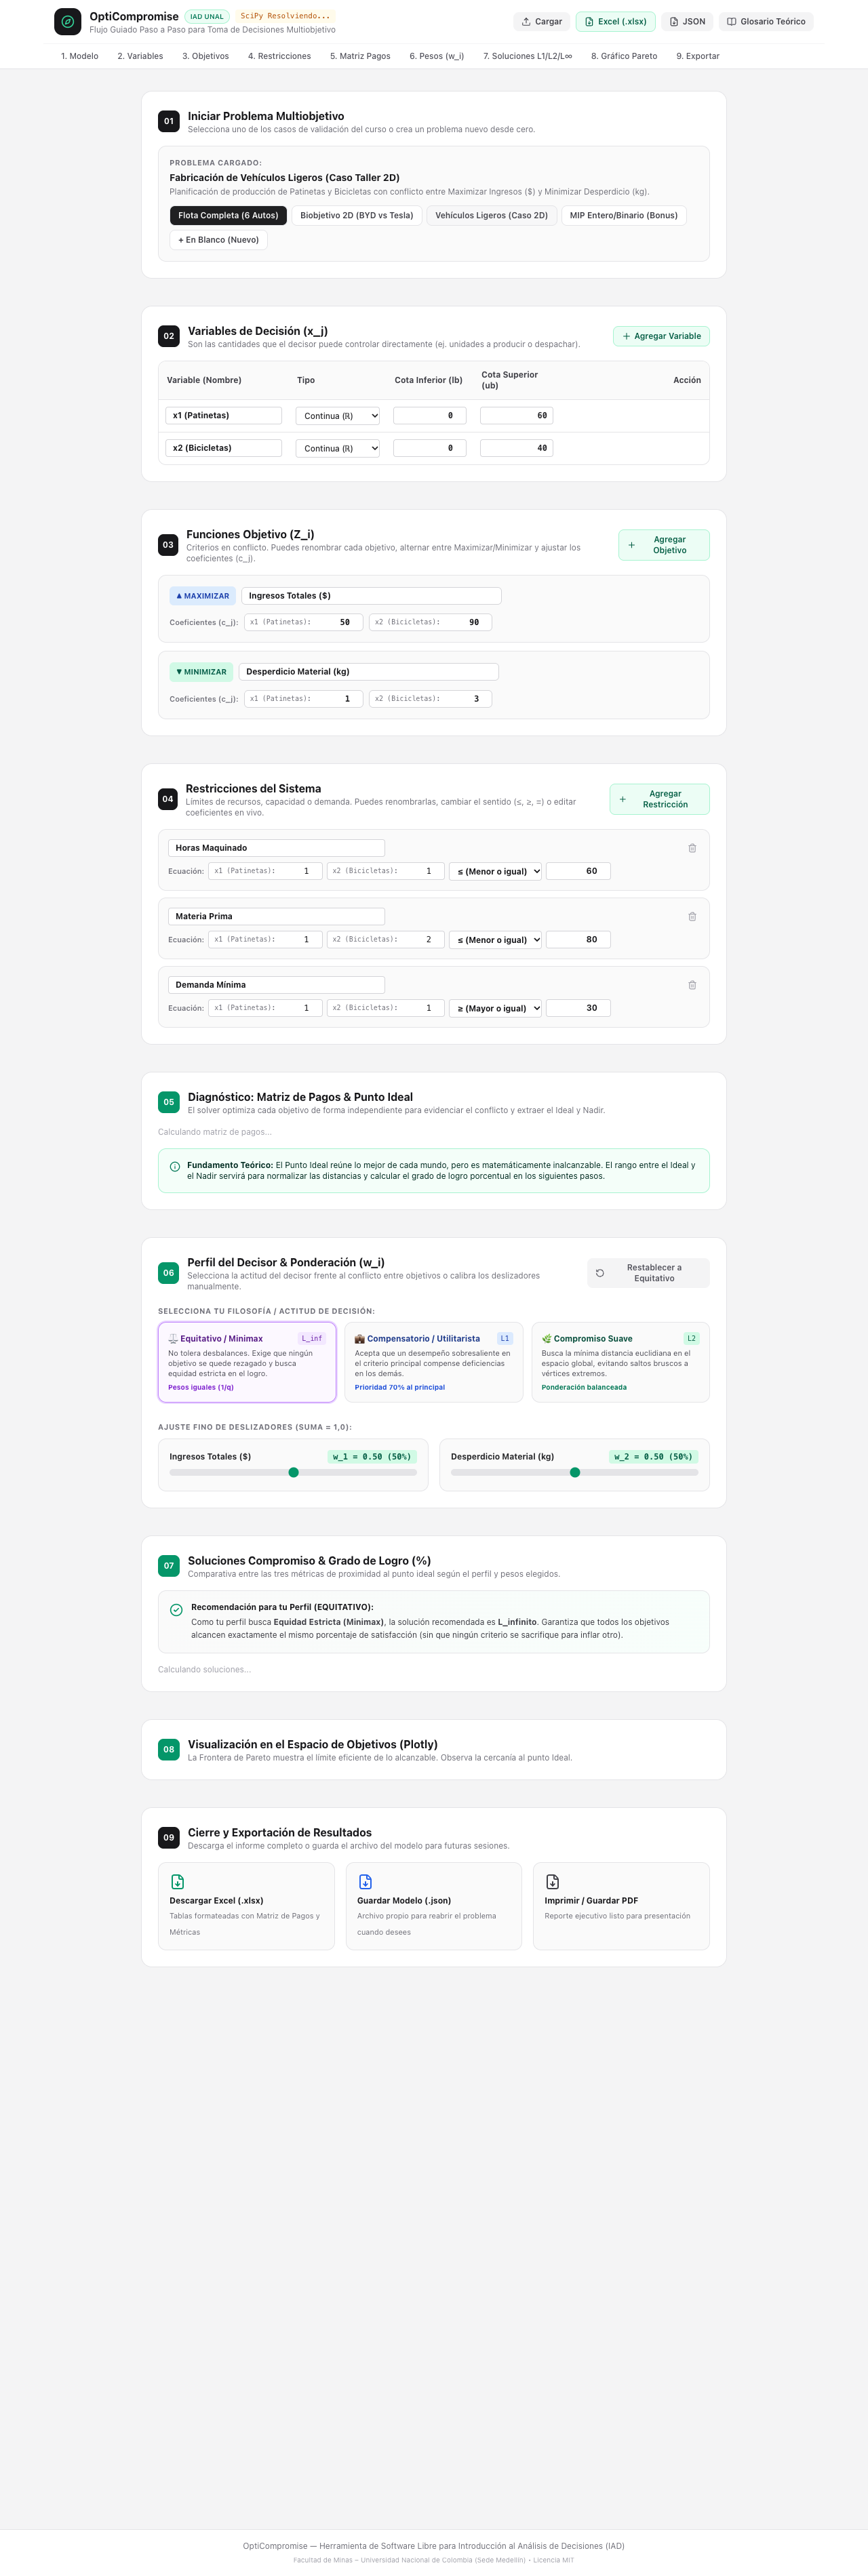 OptiCompromise IAD UNAL SciPy Resolviendo...
Flujo Guiado Paso a Paso para Toma de Decisiones Multiobjetivo
Cargar Excel (.xlsx) JSON Glosario Teórico
1. Modelo 2. Variables 3. Objetivos 4. Restricciones 5. Matriz Pagos 6. Pesos (w_i) 7. Soluciones L1/L2/L∞ 8. Gráfico Pareto 9. Exportar
01 Iniciar Problema Multiobjetivo
Selecciona uno de los casos de validación del curso o crea un problema nuevo desde cero.
PROBLEMA CARGADO:
Fabricación de Vehículos Ligeros (Caso Taller 2D)
Planificación de producción de Patinetas y Bicicletas con conflicto entre Maximizar Ingresos ($) y Minimizar Desperdicio (kg).
Flota Completa (6 Autos) Biobjetivo 2D (BYD vs Tesla) Vehículos Ligeros (Caso 2D) MIP Entero/Binario (Bonus)
+ En Blanco (Nuevo)
02 Variables de Decisión (x_j)
Son las cantidades que el decisor puede controlar directamente (ej. unidades a producir o despachar).
+ Agregar Variable
Variable (Nombre) Tipo Cota Inferior (lb) Cota Superior (ub) Acción
x1 (Patinetas) Continua (ℝ) 0 60
x2 (Bicicletas) Continua (ℝ) 0 40
03 Funciones Objetivo (Z_i)
Criterios en conflicto. Puedes renombrar cada objetivo, alternar entre Maximizar/Minimizar y ajustar los
coeficientes (c_j).
+ Agregar Objetivo
▲ MAXIMIZAR Ingresos Totales ($)
Coeficientes (c_j): x1 (Patinetas): 50 x2 (Bicicletas): 90
▼ MINIMIZAR Desperdicio Material (kg)
Coeficientes (c_j): x1 (Patinetas): 1 x2 (Bicicletas): 3
04 Restricciones del Sistema
Límites de recursos, capacidad o demanda. Puedes renombrarlas, cambiar el sentido (≤, ≥, =) o editar
coeficientes en vivo.
+ Agregar Restricción
Horas Maquinado
Ecuación: x1 (Patinetas): 1 x2 (Bicicletas): 1 ≤ (Menor o igual) 60
Materia Prima
Ecuación: x1 (Patinetas): 1 x2 (Bicicletas): 2 ≤ (Menor o igual) 80
Demanda Mínima
Ecuación: x1 (Patinetas): 1 x2 (Bicicletas): 1 ≥ (Mayor o igual) 30
05 Diagnóstico: Matriz de Pagos & Punto Ideal
El solver optimiza cada objetivo de forma independiente para evidenciar el conflicto y extraer el Ideal y Nadir.
Calculando matriz de pagos...
Fundamento Teórico: El Punto Ideal reúne lo mejor de cada mundo, pero es matemáticamente inalcanzable. El rango entre el Ideal y
el Nadir servirá para normalizar las distancias y calcular el grado de logro porcentual en los siguientes pasos.
06 Perfil del Decisor & Ponderación (w_i)
Selecciona la actitud del decisor frente al conflicto entre objetivos o calibra los deslizadores
manualmente.
Restablecer a Equitativo
SELECCIONA TU FILOSOFÍA / ACTITUD DE DECISIÓN:
⚖️ Equitativo / Minimax L_inf
No tolera desbalances. Exige que ningún
objetivo se quede rezagado y busca
equidad estricta en el logro.
Pesos iguales (1/q)
💼 Compensatorio / Utilitarista L1
Acepta que un desempeño sobresaliente en
el criterio principal compense deficiencias
en los demás.
Prioridad 70% al principal
🌿 Compromiso Suave L2
Busca la mínima distancia euclidiana en el
espacio global, evitando saltos bruscos a
vértices extremos.
Ponderación balanceada
AJUSTE FINO DE DESLIZADORES (SUMA = 1,0):
Ingresos Totales ($) w_1 = 0.50 (50%)
Desperdicio Material (kg) w_2 = 0.50 (50%)
07 Soluciones Compromiso & Grado de Logro (%)
Comparativa entre las tres métricas de proximidad al punto ideal según el perfil y pesos elegidos.
Recomendación para tu Perfil (EQUITATIVO):
Como tu perfil busca Equidad Estricta (Minimax), la solución recomendada es L_infinito. Garantiza que todos los objetivos
alcancen exactamente el mismo porcentaje de satisfacción (sin que ningún criterio se sacrifique para inflar otro).
Calculando soluciones...
08 Visualización en el Espacio de Objetivos (Plotly)
La Frontera de Pareto muestra el límite eficiente de lo alcanzable. Observa la cercanía al punto Ideal.
09 Cierre y Exportación de Resultados
Descarga el informe completo o guarda el archivo del modelo para futuras sesiones.
Descargar Excel (.xlsx)
Tablas formateadas con Matriz de Pagos y
Métricas
Guardar Modelo (.json)
Archivo propio para reabrir el problema
cuando desees
Imprimir / Guardar PDF
Reporte ejecutivo listo para presentación
OptiCompromise — Herramienta de Software Libre para Introducción al Análisis de Decisiones (IAD)
Facultad de Minas – Universidad Nacional de Colombia (Sede Medellín) • Licencia MIT